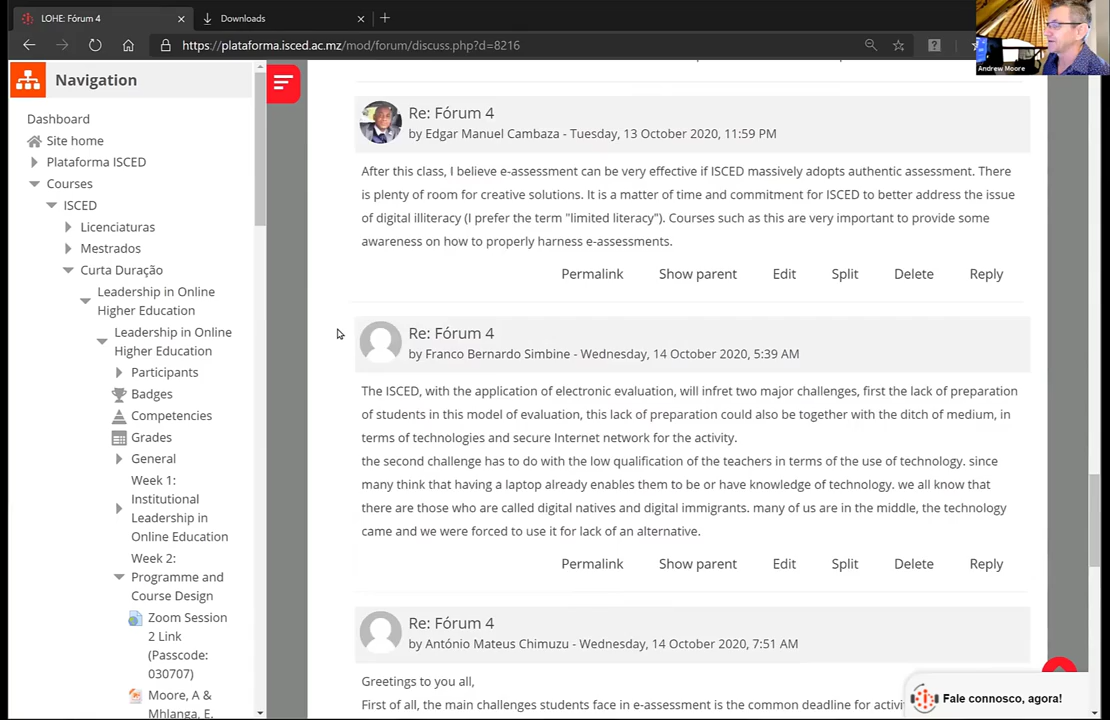 LOHE: Fórum 4
Downloads
https://plataforma.isced.ac.mz/mod/forum/discuss.php?d=8216
Andrew Moore
Navigation
Dashboard
Site home
Plataforma ISCED
Courses
ISCED
Licenciaturas
Mestrados
Curta Duração
Leadership in Online
Higher Education
Leadership in Online
Higher Education
Participants
Badges
Competencies
Grades
General
Week 1:
Institutional
Leadership in
Online Education
Week 2:
Programme and
Course Design
Zoom Session
2 Link
(Passcode:
030707)
Moore, A &
Mhlanga, E.
Re: Fórum 4
by Edgar Manuel Cambaza - Tuesday, 13 October 2020, 11:59 PM
After this class, I believe e-assessment can be very effective if ISCED massively adopts authentic assessment. There
is plenty of room for creative solutions. It is a matter of time and commitment for ISCED to better address the issue
of digital illiteracy (I prefer the term "limited literacy"). Courses such as this are very important to provide some
awareness on how to properly harness e-assessments.
Permalink Show parent Edit Split Delete Reply
Re: Fórum 4
by Franco Bernardo Simbine - Wednesday, 14 October 2020, 5:39 AM
The ISCED, with the application of electronic evaluation, will infret two major challenges, first the lack of preparation
of students in this model of evaluation, this lack of preparation could also be together with the ditch of medium, in
terms of technologies and secure Internet network for the activity.
the second challenge has to do with the low qualification of the teachers in terms of the use of technology. since
many think that having a laptop already enables them to be or have knowledge of technology. we all know that
there are those who are called digital natives and digital immigrants. many of us are in the middle, the technology
came and we were forced to use it for lack of an alternative.
Permalink Show parent Edit Split Delete Reply
Re: Fórum 4
by António Mateus Chimuzu - Wednesday, 14 October 2020, 7:51 AM
Greetings to you all,
First of all, the main challenges students face in e-assessment is the common deadline for
Fale connosco, agora!